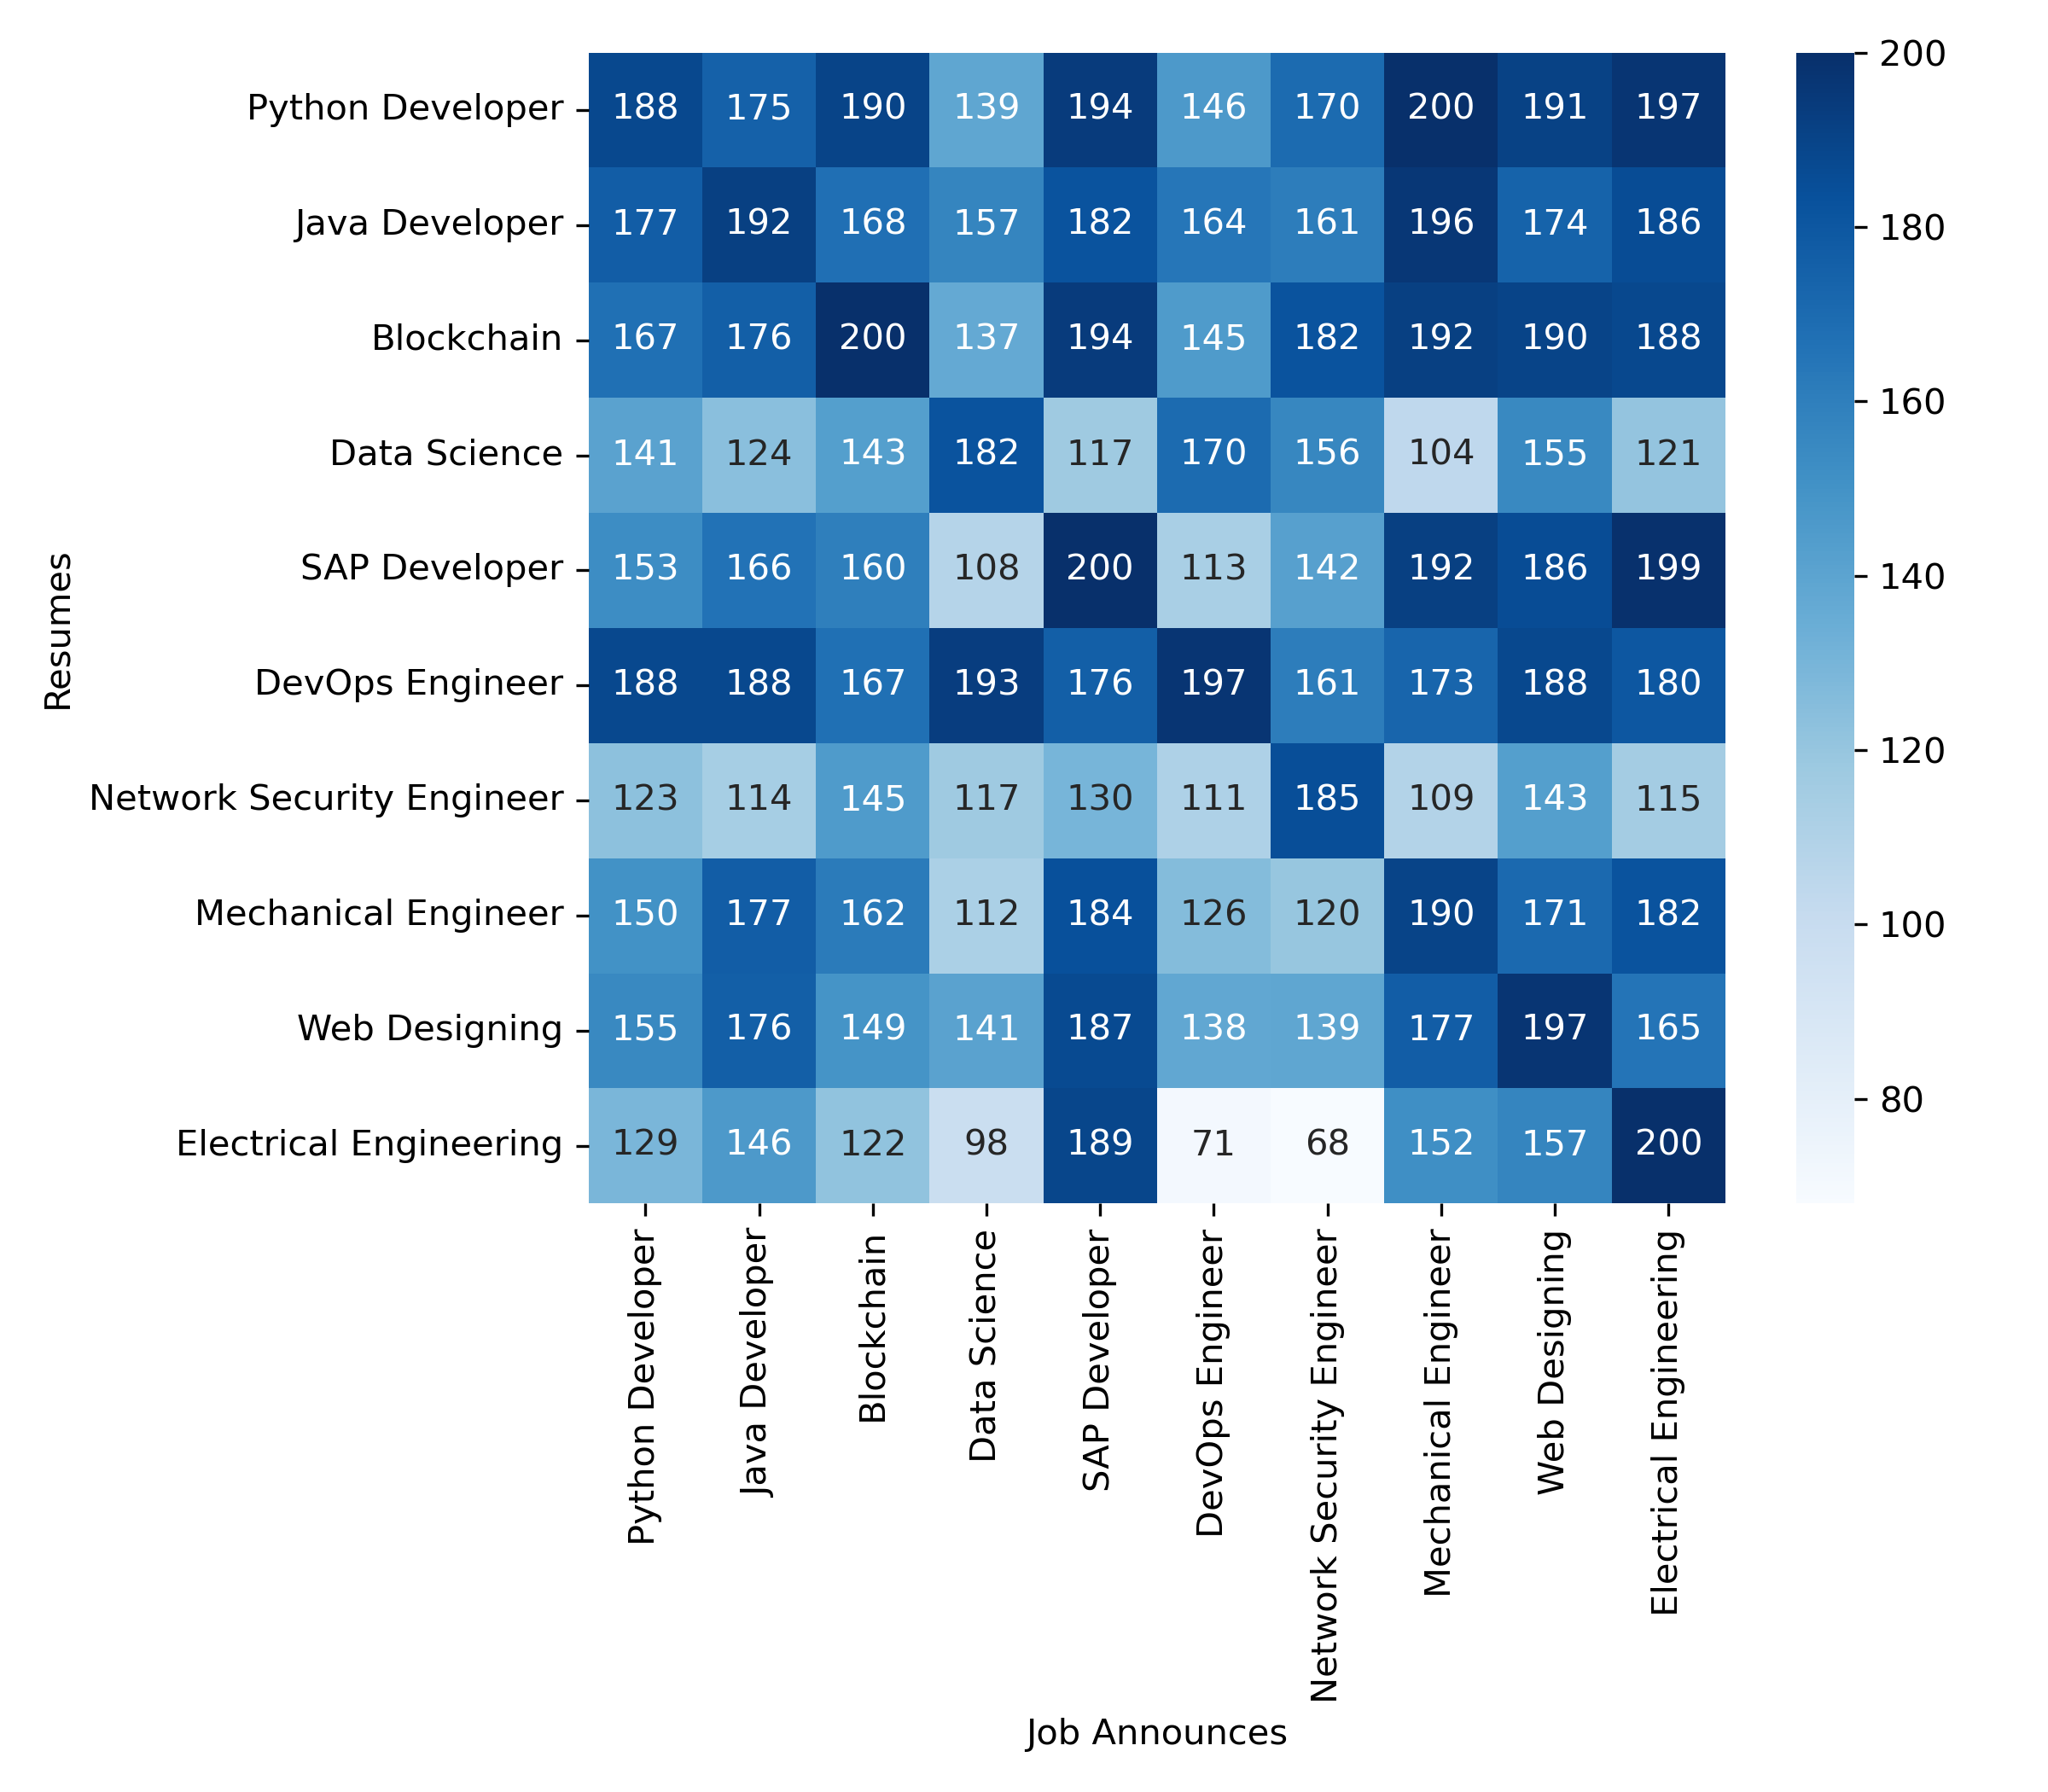 Python Developer 188 175 190 139 194 146 170 200 191 197
Java Developer 177 192 168 157 182 164 161 196 174 186
Blockchain 167 176 200 137 194 145 182 192 190 188
Data Science 141 124 143 182 117 170 156 104 155 121
SAP Developer 153 166 160 108 200 113 142 192 186 199
DevOps Engineer 188 188 167 193 176 197 161 173 188 180
Network Security Engineer 123 114 145 117 130 111 185 109 143 115
Mechanical Engineer 150 177 162 112 184 126 120 190 171 182
Web Designing 155 176 149 141 187 138 139 177 197 165
Electrical Engineering 129 146 122 98 189 71 68 152 157 200
Resumes
Python Developer
Java Developer
Blockchain
Data Science
SAP Developer
DevOps Engineer
Network Security Engineer
Mechanical Engineer
Web Designing
Electrical Engineering
Job Announces
200
180
160
140
120
100
80